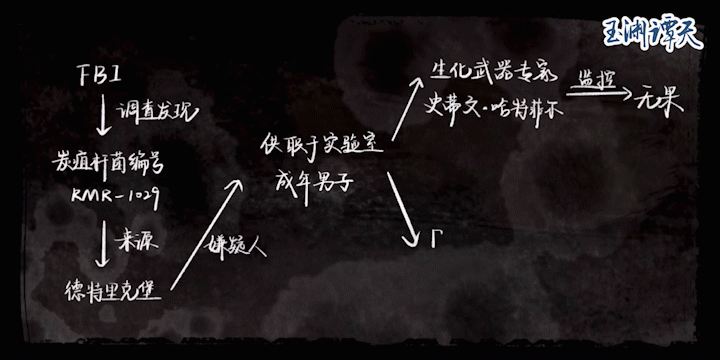 玉渊谭天
FBI
调查发现
炭疽杆菌编号
RMR-1029
来源
德特里克堡
嫌疑人
供职于实验室
成年男子
生化武器专家
史蒂文·哈特菲尔
监控
无果